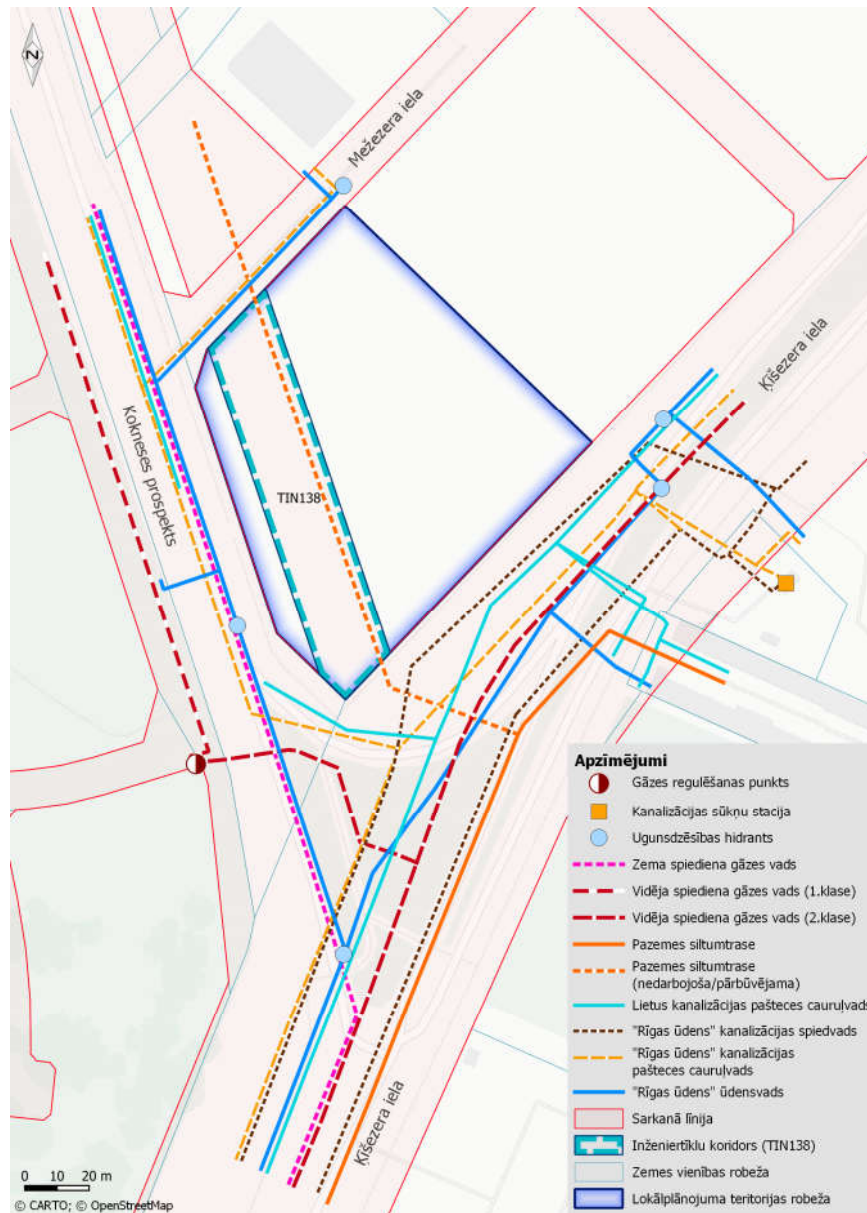 N
Mežezera iela
Ķīšezera iela
Kokneses prospekts
TIN138
Apzīmējumi
Gāzes regulēšanas punkts
Kanalizācijas sūkņu stacija
Ugunsdzēsības hidrants
Zema spiediena gāzes vads
Vidēja spiediena gāzes vads (1.klase)
Vidēja spiediena gāzes vads (2.klase)
Pazemes siltumtrase
Pazemes siltumtrase
(nedarbojoša/pārbūvējama)
Lietus kanalizācijas pašteces cauruļvads
"Rīgas ūdens" kanalizācijas spiedvads
"Rīgas ūdens" kanalizācijas
pašteces cauruļvads
"Rīgas ūdens" ūdensvads
Sarkanā līnija
Inženiertīklu koridors (TIN138)
Zemes vienības robeža
Lokālplānojuma teritorijas robeža
Ķīšezera iela
0 10 20 m
© CARTO; © OpenStreetMap